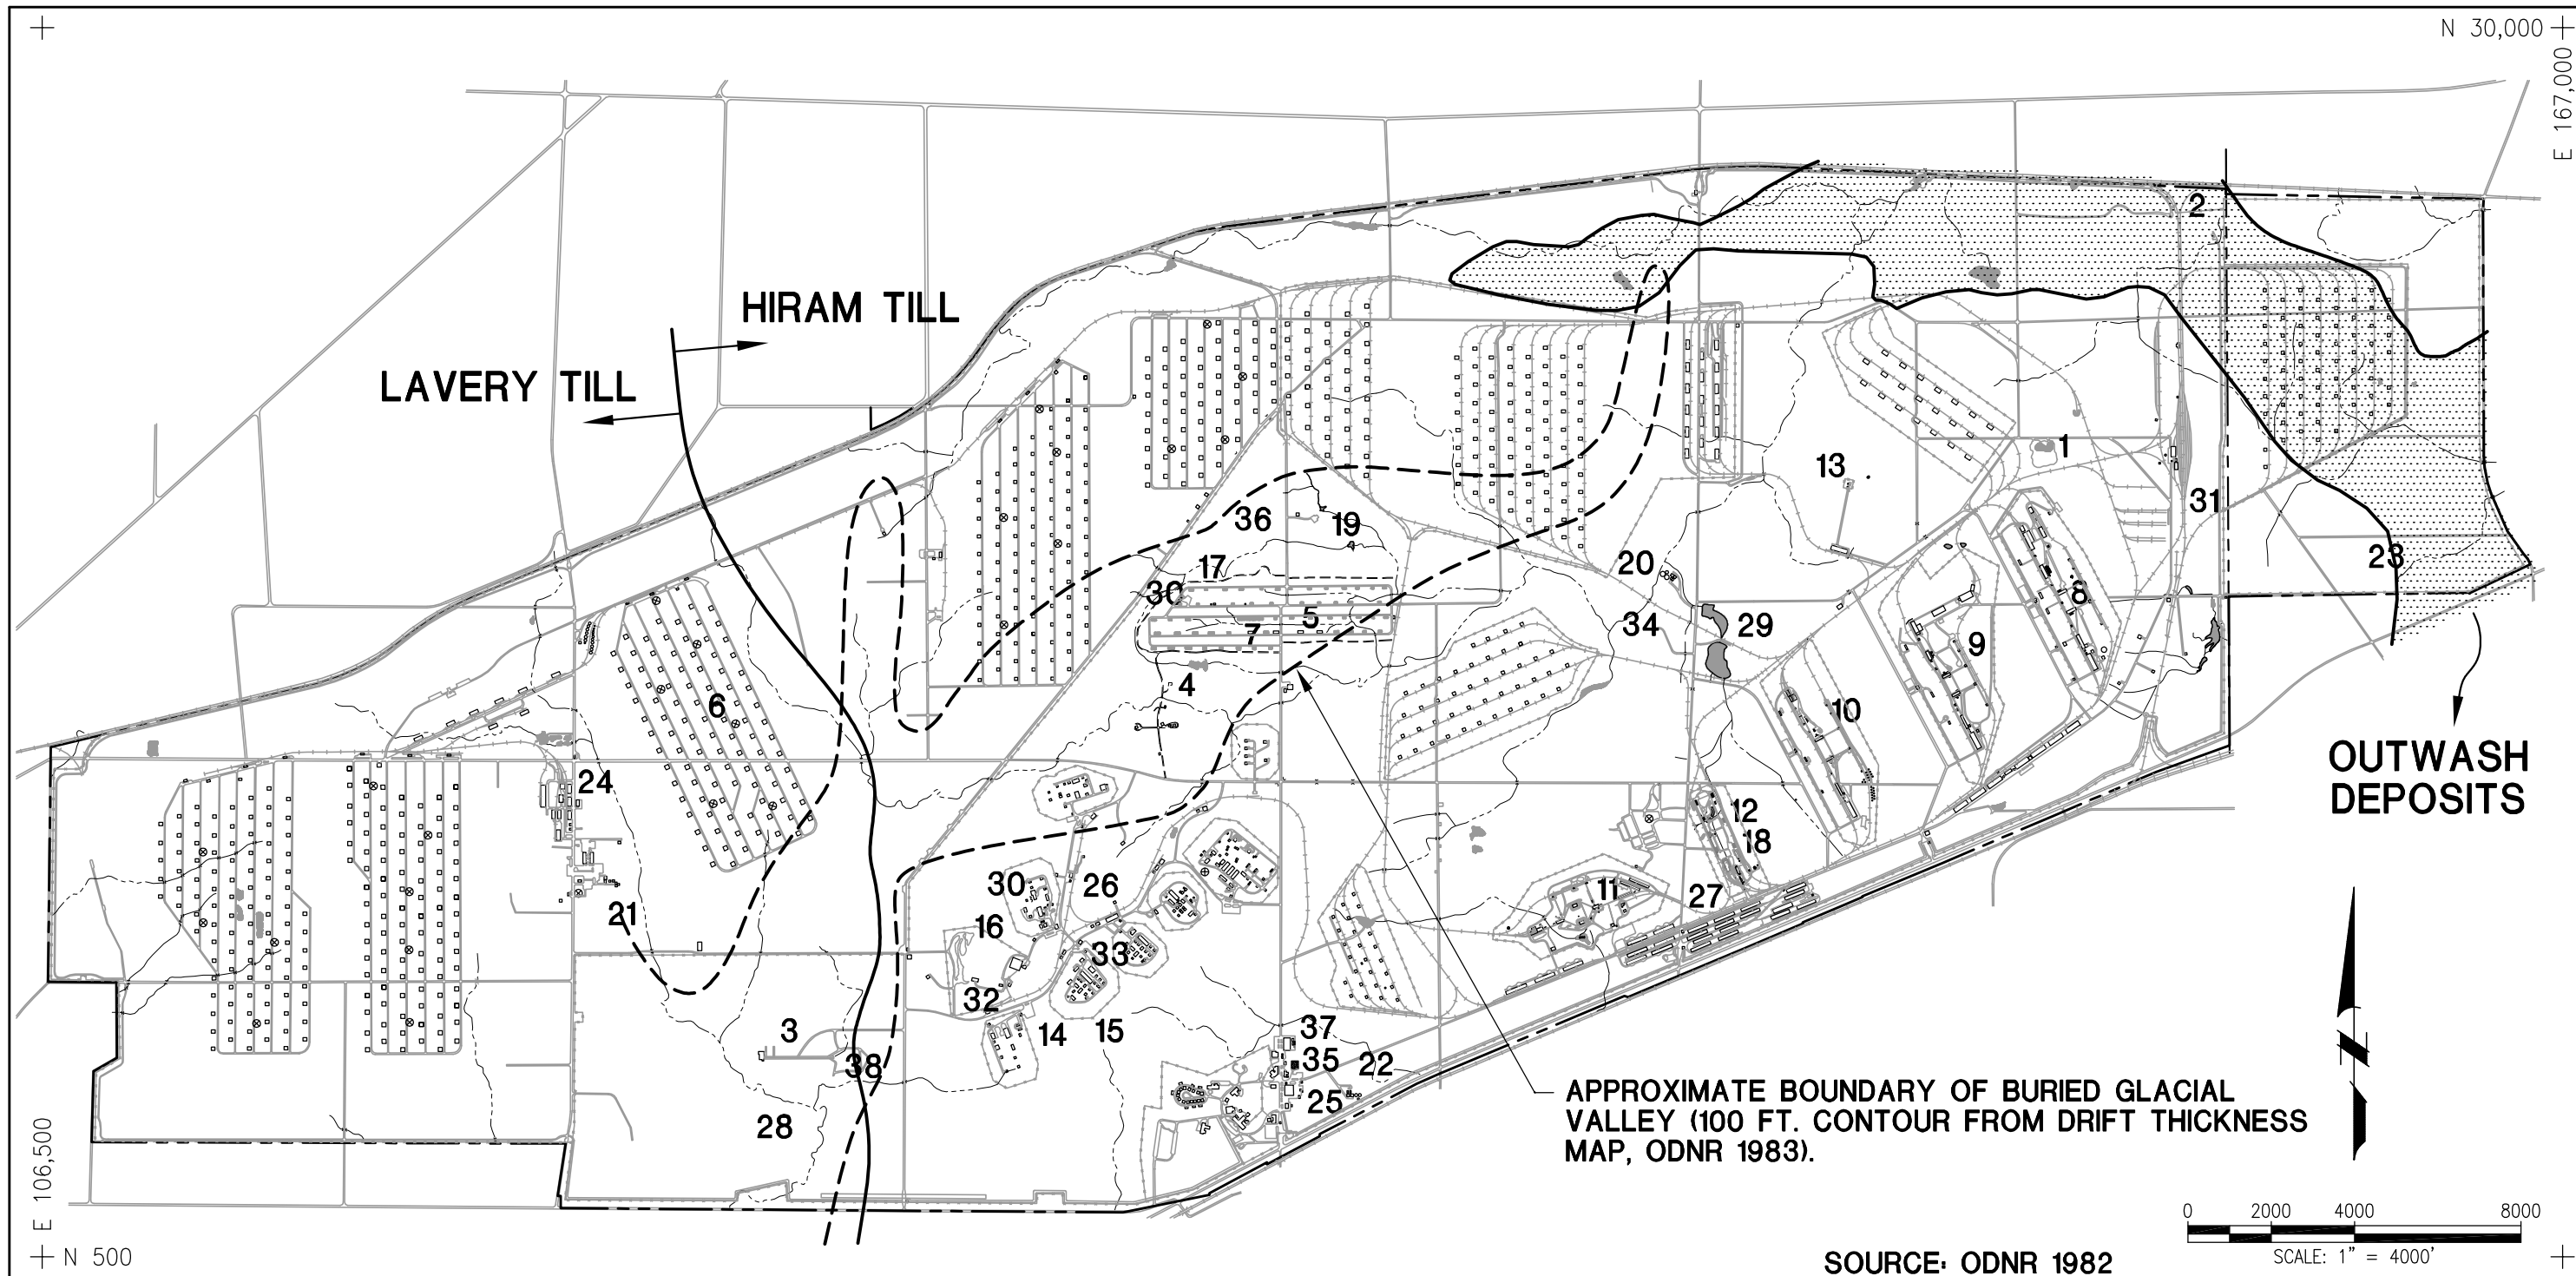 N 30,000
E 167,000
2
HIRAM TILL
LAVERY TILL
1
13
31
36
19
23
17
20
30
8
5
34
29
7
9
4
6
10
24
12
18
30
26
11
27
21
16
33
32
3
14
15
37
38
35
22
25
28
OUTWASH
DEPOSITS
APPROXIMATE BOUNDARY OF BURIED GLACIAL
VALLEY (100 FT. CONTOUR FROM DRIFT THICKNESS
MAP, ODNR 1983).
E 106,500
N 500
0 2000 4000 8000
SCALE: 1" = 4000'
SOURCE: ODNR 1982
N